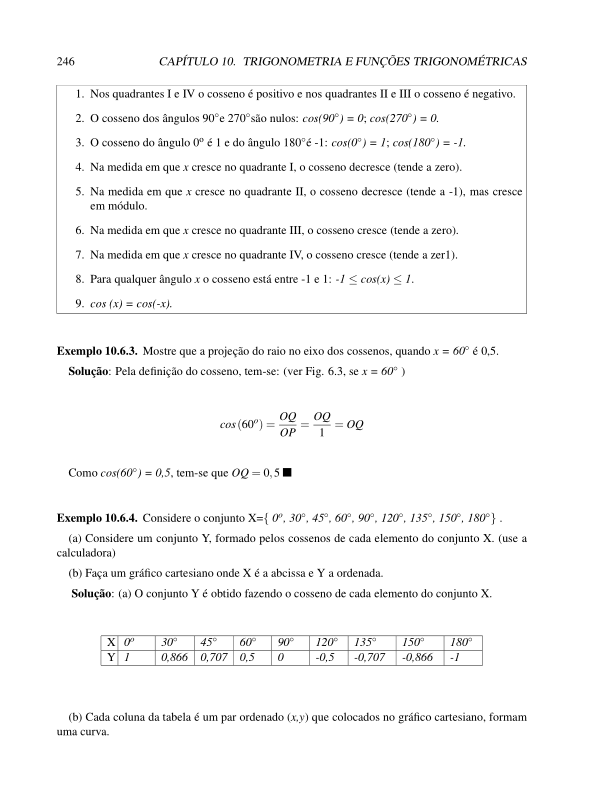 246 CAPÍTULO 10. TRIGONOMETRIA E FUNÇÕES TRIGONOMÉTRICAS
1. Nos quadrantes I e IV o cosseno é positivo e nos quadrantes II e III o cosseno é negativo.
2. O cosseno dos ângulos 90°e 270°são nulos: cos(90°) = 0; cos(270°) = 0.
3. O cosseno do ângulo 0º é 1 e do ângulo 180°é -1: cos(0°) = 1; cos(180°) = -1.
4. Na medida em que x cresce no quadrante I, o cosseno decresce (tende a zero).
5. Na medida em que x cresce no quadrante II, o cosseno decresce (tende a -1), mas cresce
em módulo.
6. Na medida em que x cresce no quadrante III, o cosseno cresce (tende a zero).
7. Na medida em que x cresce no quadrante IV, o cosseno cresce (tende a zer1).
8. Para qualquer ângulo x o cosseno está entre -1 e 1: -1 ≤ cos(x) ≤ 1.
9. cos (x) = cos(-x).
Exemplo 10.6.3. Mostre que a projeção do raio no eixo dos cossenos, quando x = 60° é 0,5.
Solução: Pela definição do cosseno, tem-se: (ver Fig. 6.3, se x = 60° )
cos(60º) = OQ/OP = OQ/1 = OQ
Como cos(60°) = 0,5, tem-se que OQ = 0,5 ■
Exemplo 10.6.4. Considere o conjunto X={ 0º, 30°, 45°, 60°, 90°, 120°, 135°, 150°, 180°} .
(a) Considere um conjunto Y, formado pelos cossenos de cada elemento do conjunto X. (use a
calculadora)
(b) Faça um gráfico cartesiano onde X é a abcissa e Y a ordenada.
Solução: (a) O conjunto Y é obtido fazendo o cosseno de cada elemento do conjunto X.
X 0º 30° 45° 60° 90° 120° 135° 150° 180°
Y 1 0,866 0,707 0,5 0 -0,5 -0,707 -0,866 -1
(b) Cada coluna da tabela é um par ordenado (x,y) que colocados no gráfico cartesiano, formam
uma curva.